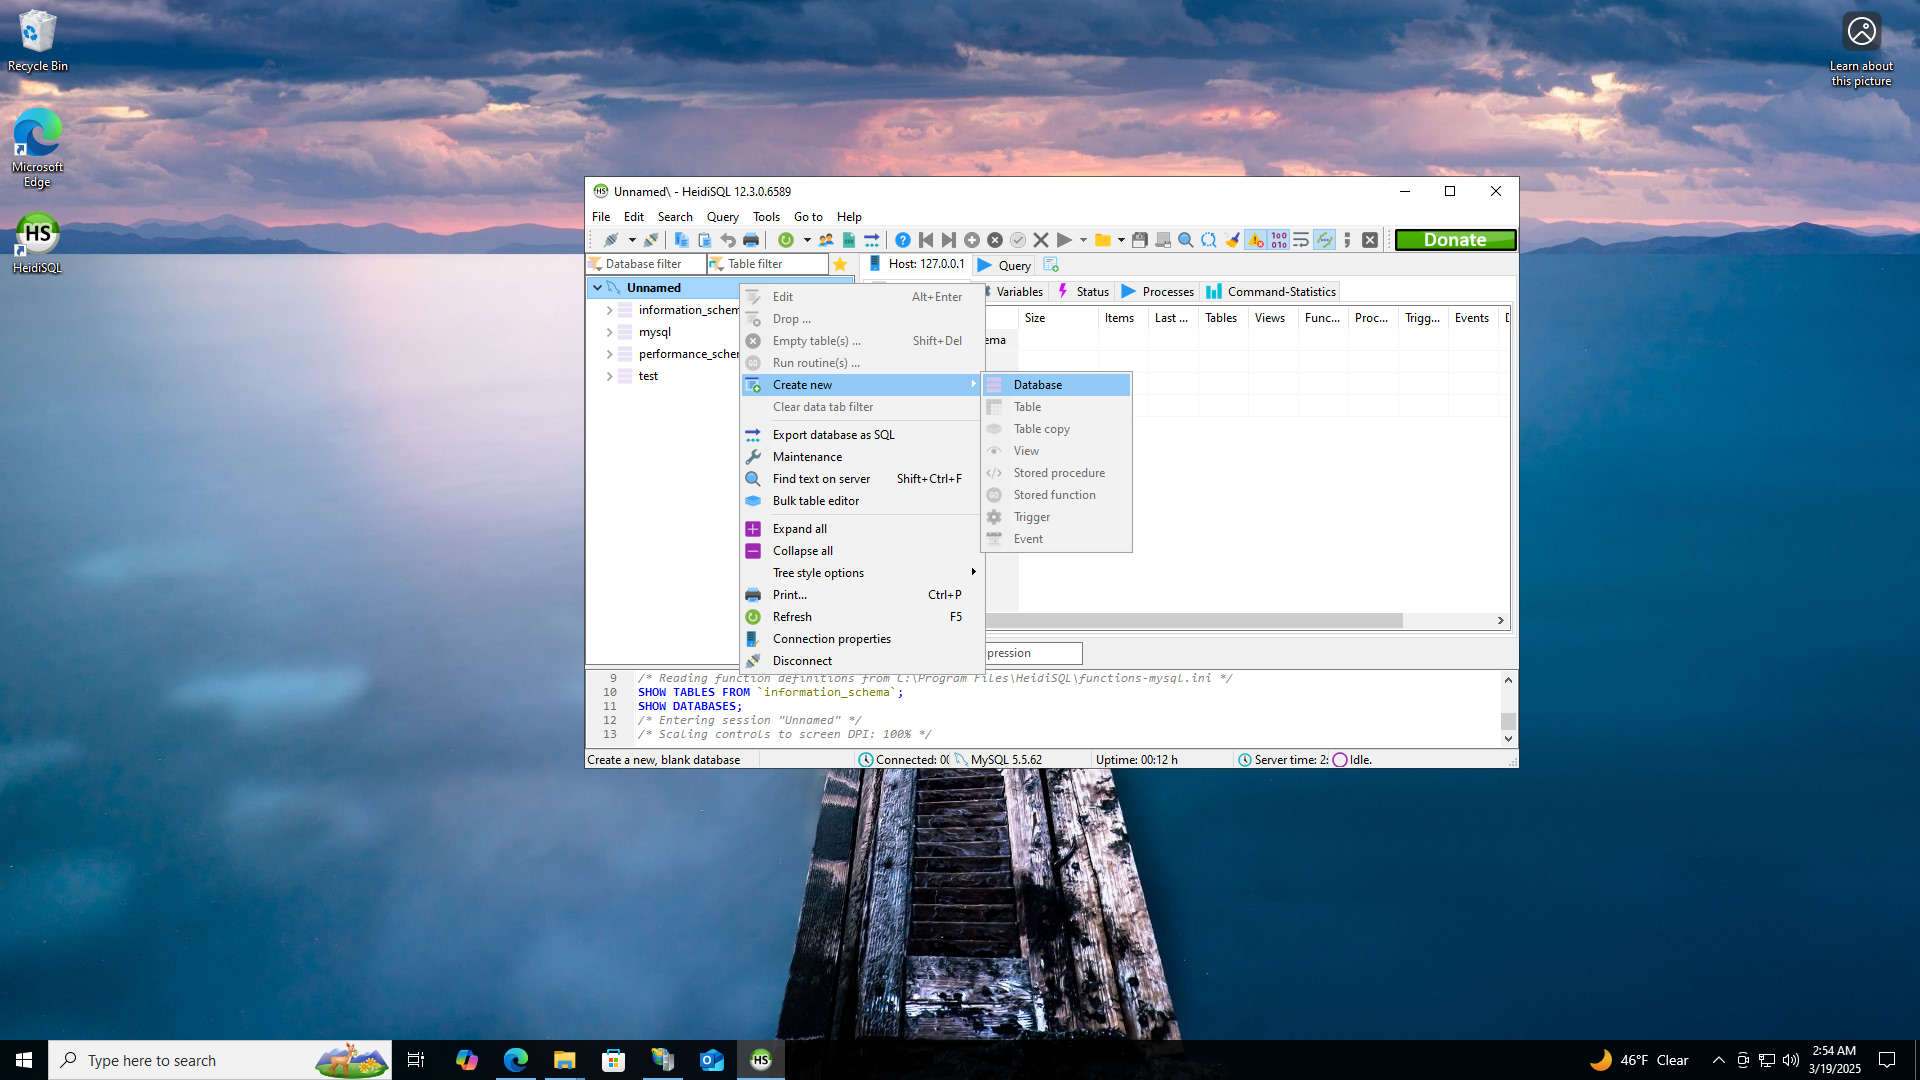 Recycle Bin
Microsoft
Edge
HS
HeidiSQL
Learn about
this picture
HS
Unnamed\ - HeidiSQL 12.3.0.6589
File Edit Search Query Tools Go to Help
Donate
Database filter
Table filter
Host: 127.0.0.1
Query
Unnamed
information_schem
mysql
performance_scher
test
Variables
Status
Processes
Command-Statistics
Size Items Last ... Tables Views Func... Proc... Trigg... Events
ema
Edit Alt+Enter
Drop ...
Empty table(s) ... Shift+Del
Run routine(s) ...
Create new
Clear data tab filter
Export database as SQL
Maintenance
Find text on server Shift+Ctrl+F
Bulk table editor
Expand all
Collapse all
Tree style options
Print... Ctrl+P
Refresh F5
Connection properties
Disconnect
Database
Table
Table copy
View
Stored procedure
Stored function
Trigger
Event
pression
9 /* Reading function definitions from C:\Program Files\HeidiSQL\functions-mysql.ini */
10 SHOW TABLES FROM `information_schema`;
11 SHOW DATABASES;
12 /* Entering session "Unnamed" */
13 /* Scaling controls to screen DPI: 100% */
Create a new, blank database
Connected: 00
MySQL 5.5.62
Uptime: 00:12 h
Server time: 2:
Idle.
Type here to search
HS
46°F Clear
2:54 AM
3/19/2025